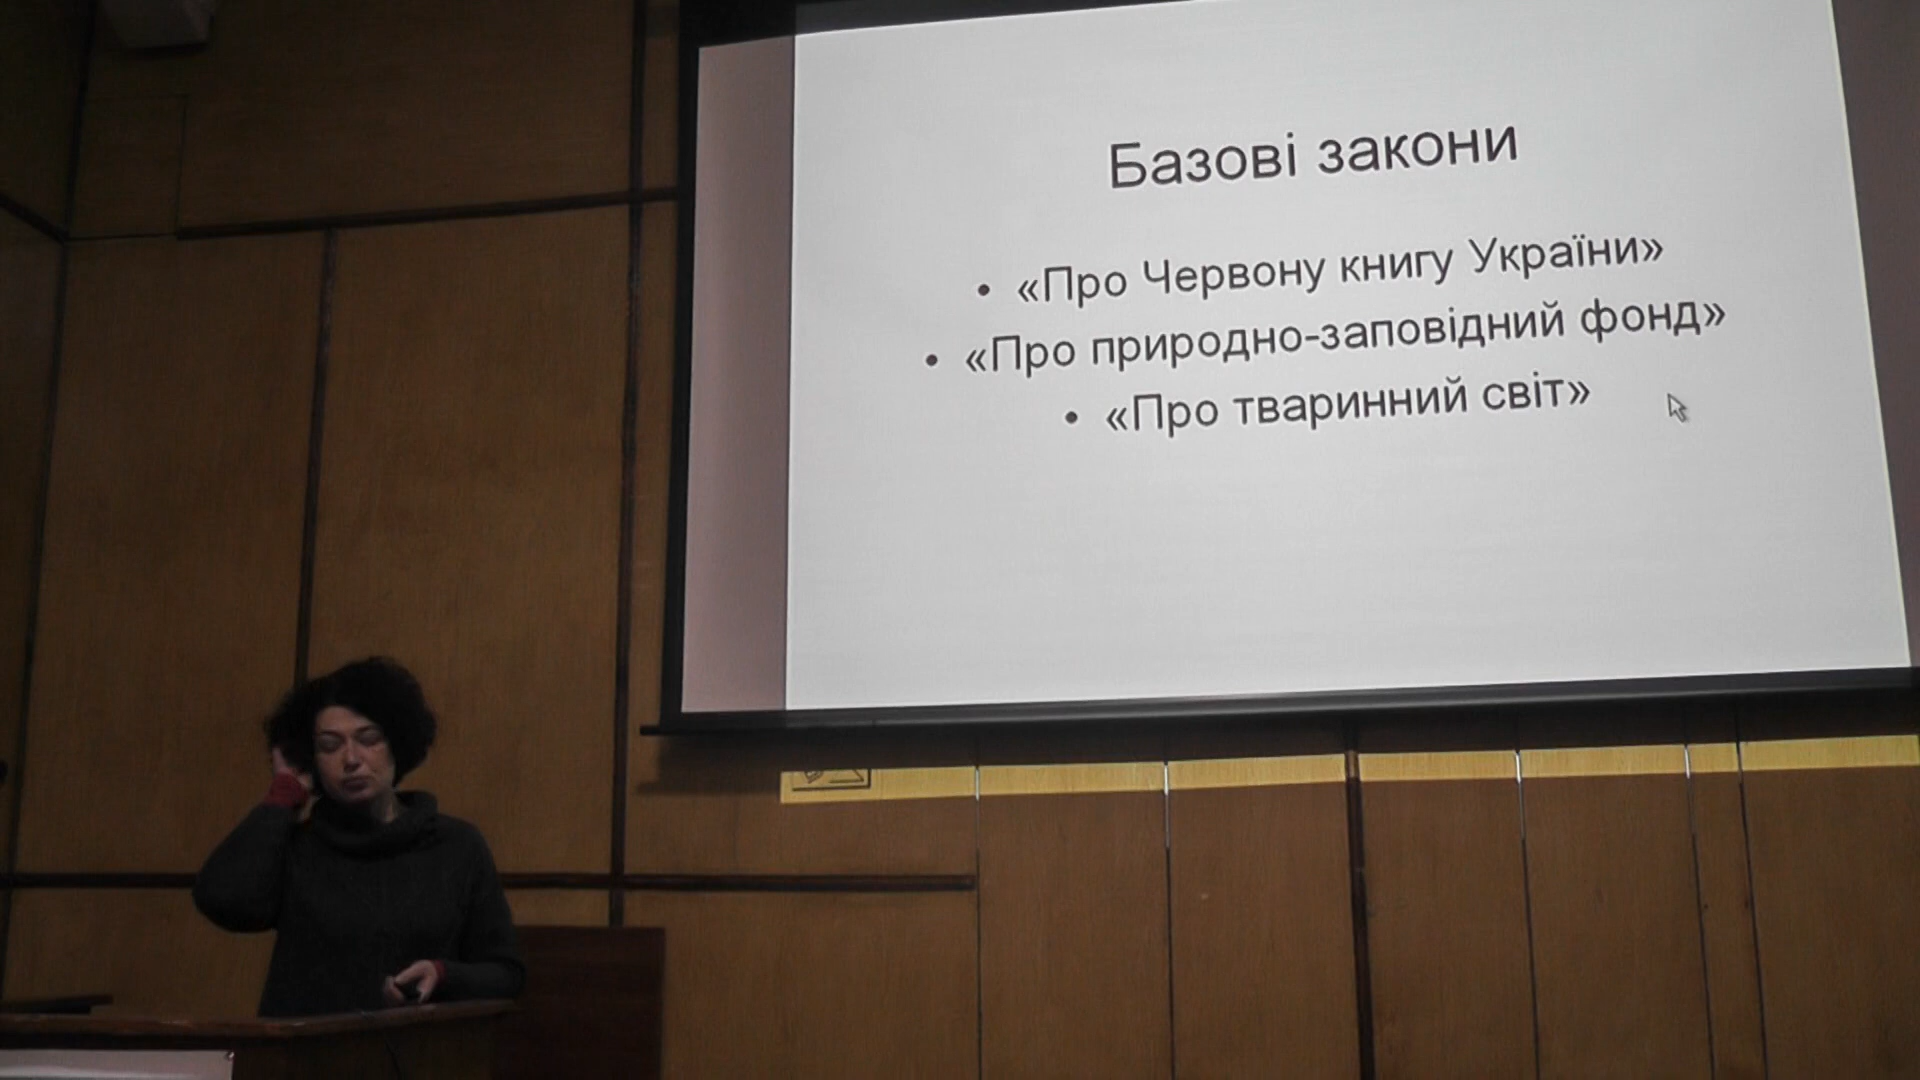 Базові закони
• «Про Червону книгу України»
• «Про природно-заповідний фонд»
• «Про тваринний світ»